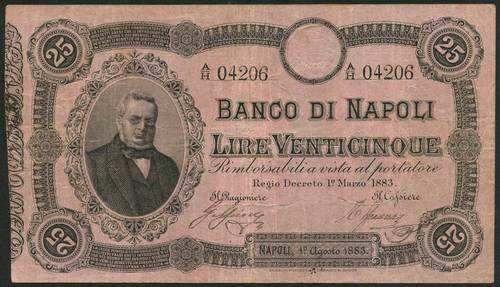 25 25
A/H 04206 A/H 04206
BANCO DI NAPOLI
LIRE VENTICINQUE
Rimborsabili a vista al portatore
Regio Decreto 1º Marzo 1883.
Il Ragioniere Il Cassiere
NAPOLI, 1º Agosto 1883.
25 25